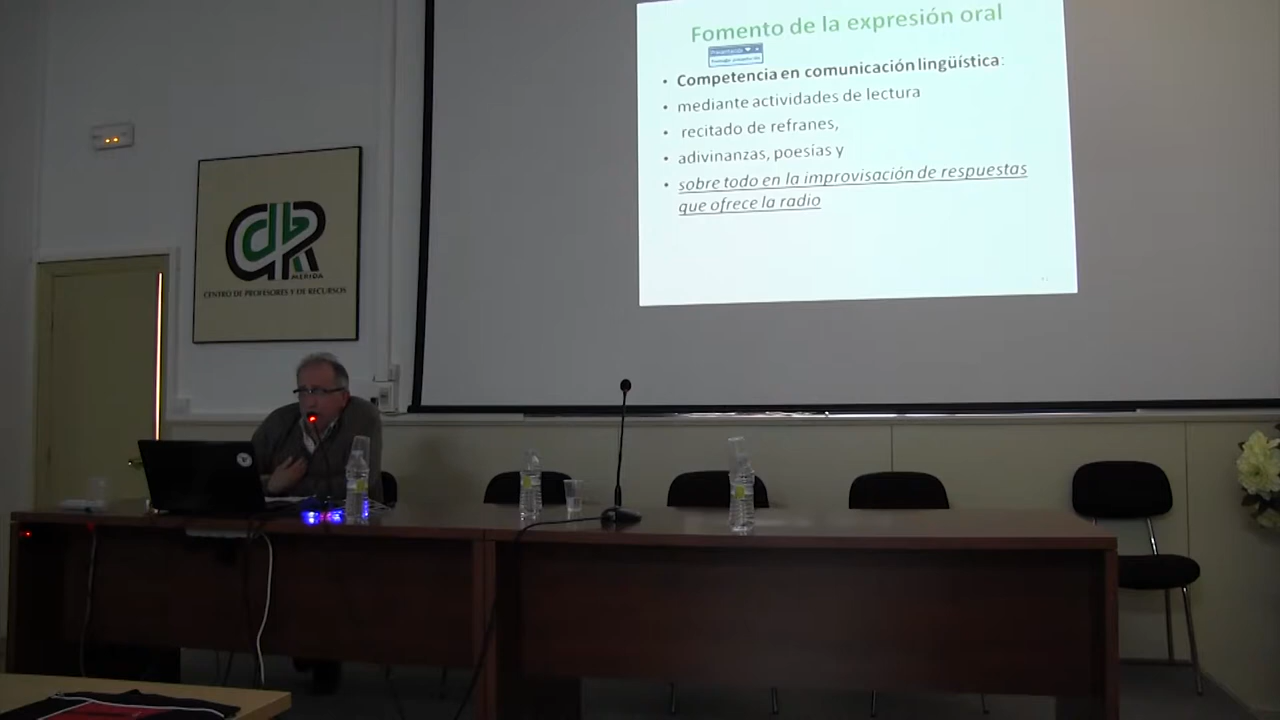 Fomento de la expresión oral
• Competencia en comunicación lingüística:
• mediante actividades de lectura
• recitado de refranes,
• adivinanzas, poesías y
• sobre todo en la improvisación de respuestas
que ofrece la radio
MÉRIDA
CENTRO DE PROFESORES Y DE RECURSOS